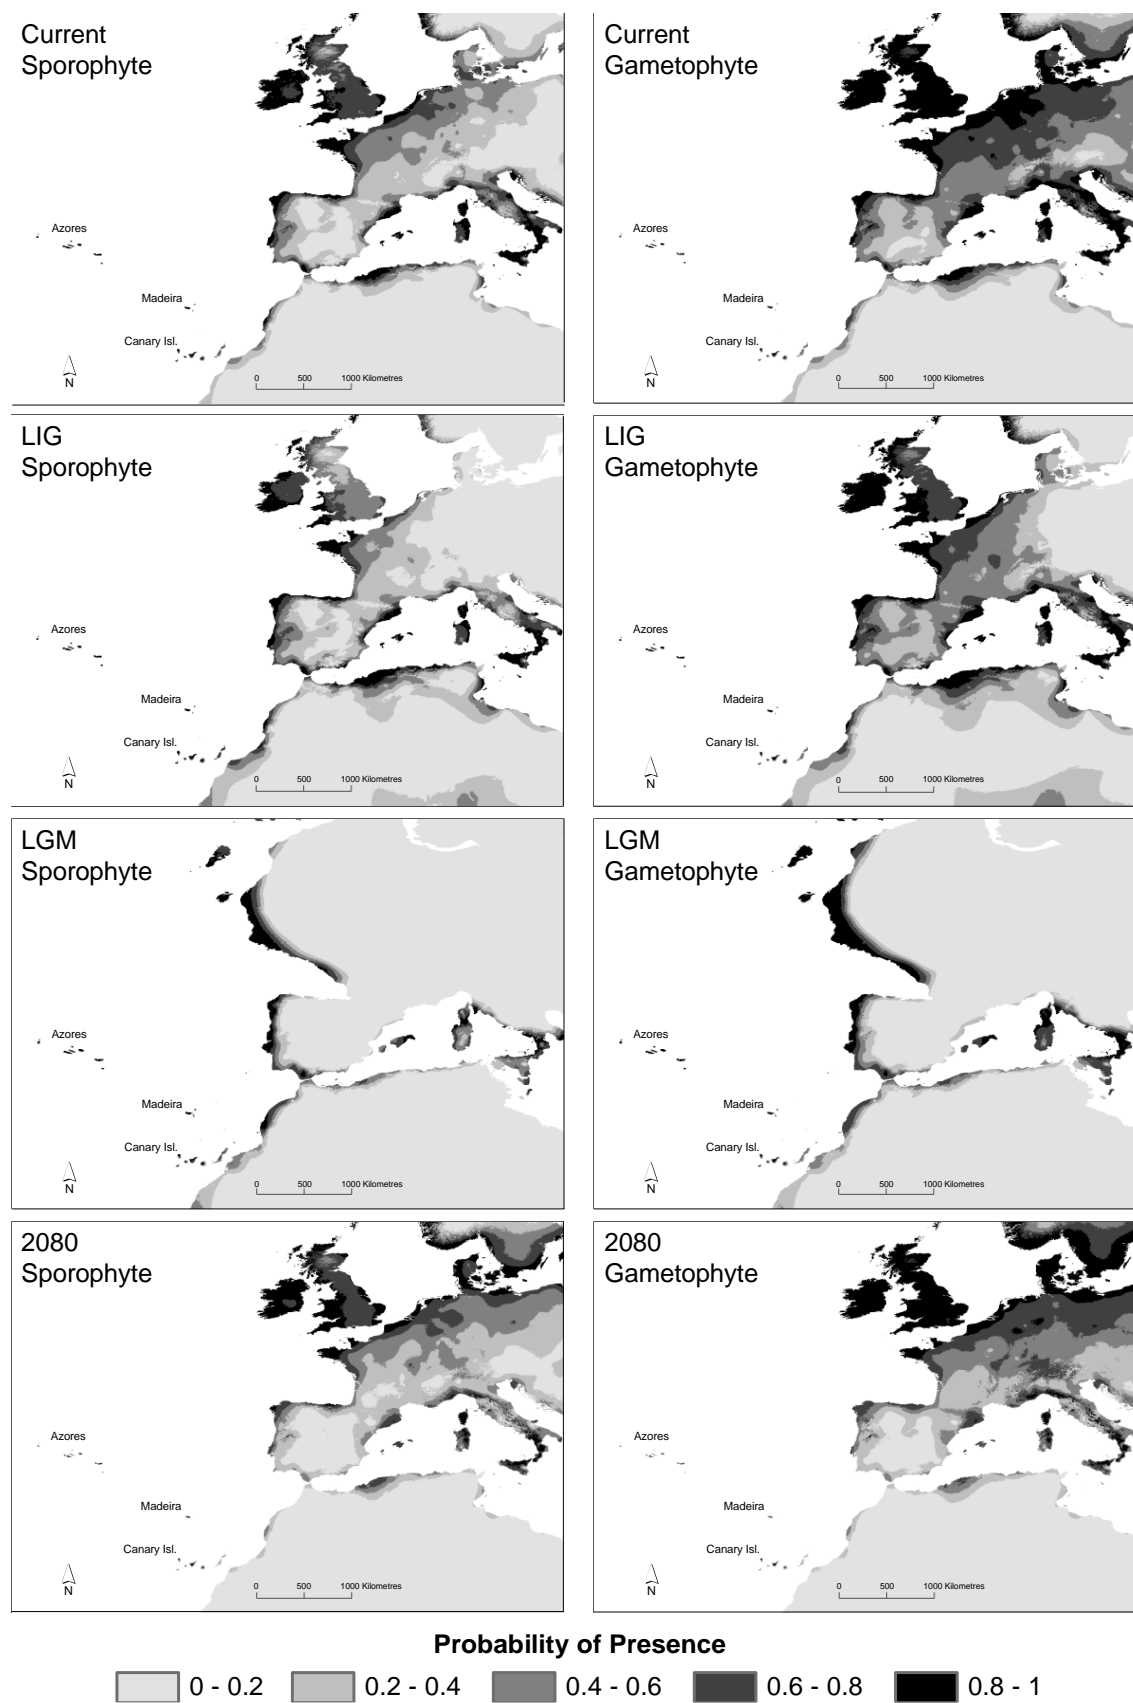 Current
Sporophyte
Azores
Madeira
Canary Isl.
N
0 500 1000 Kilometres
Current
Gametophyte
Azores
Madeira
Canary Isl.
N
0 500 1000 Kilometres
LIG
Sporophyte
Azores
Madeira
Canary Isl.
N
0 500 1000 Kilometres
LIG
Gametophyte
Azores
Madeira
Canary Isl.
N
0 500 1000 Kilometres
LGM
Sporophyte
Azores
Madeira
Canary Isl.
N
0 500 1000 Kilometres
LGM
Gametophyte
Azores
Madeira
Canary Isl.
N
0 500 1000 Kilometres
2080
Sporophyte
Azores
Madeira
Canary Isl.
N
0 500 1000 Kilometres
2080
Gametophyte
Azores
Madeira
Canary Isl.
N
0 500 1000 Kilometres
Probability of Presence
0 - 0.2 0.2 - 0.4 0.4 - 0.6 0.6 - 0.8 0.8 - 1